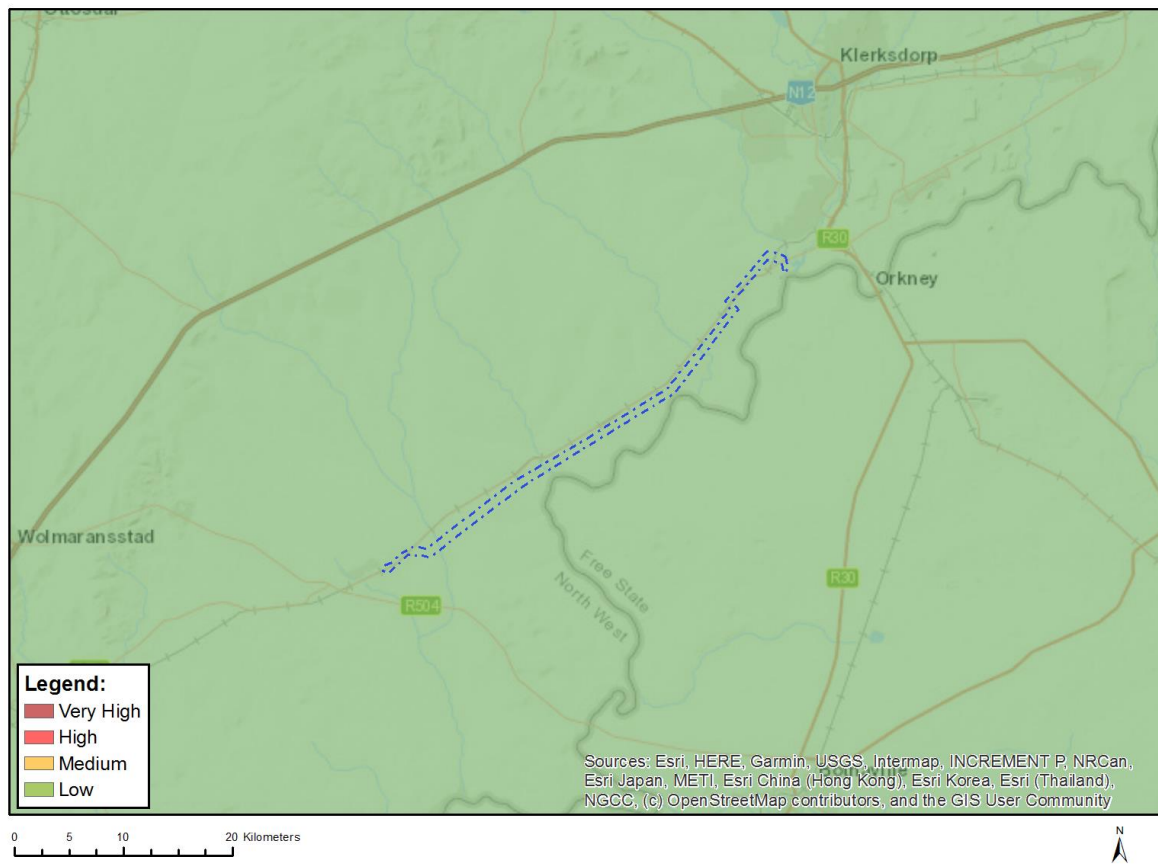 Klerksdorp
N12
R30
Orkney
Wolmaransstad
R504
Free State
North West
R30
Legend:
Very High
High
Medium
Low
Sources: Esri, HERE, Garmin, USGS, Intermap, INCREMENT P, NRCan,
Esri Japan, METI, Esri China (Hong Kong), Esri Korea, Esri (Thailand),
NGCC, (c) OpenStreetMap contributors, and the GIS User Community
0 5 10 20 Kilometers
N